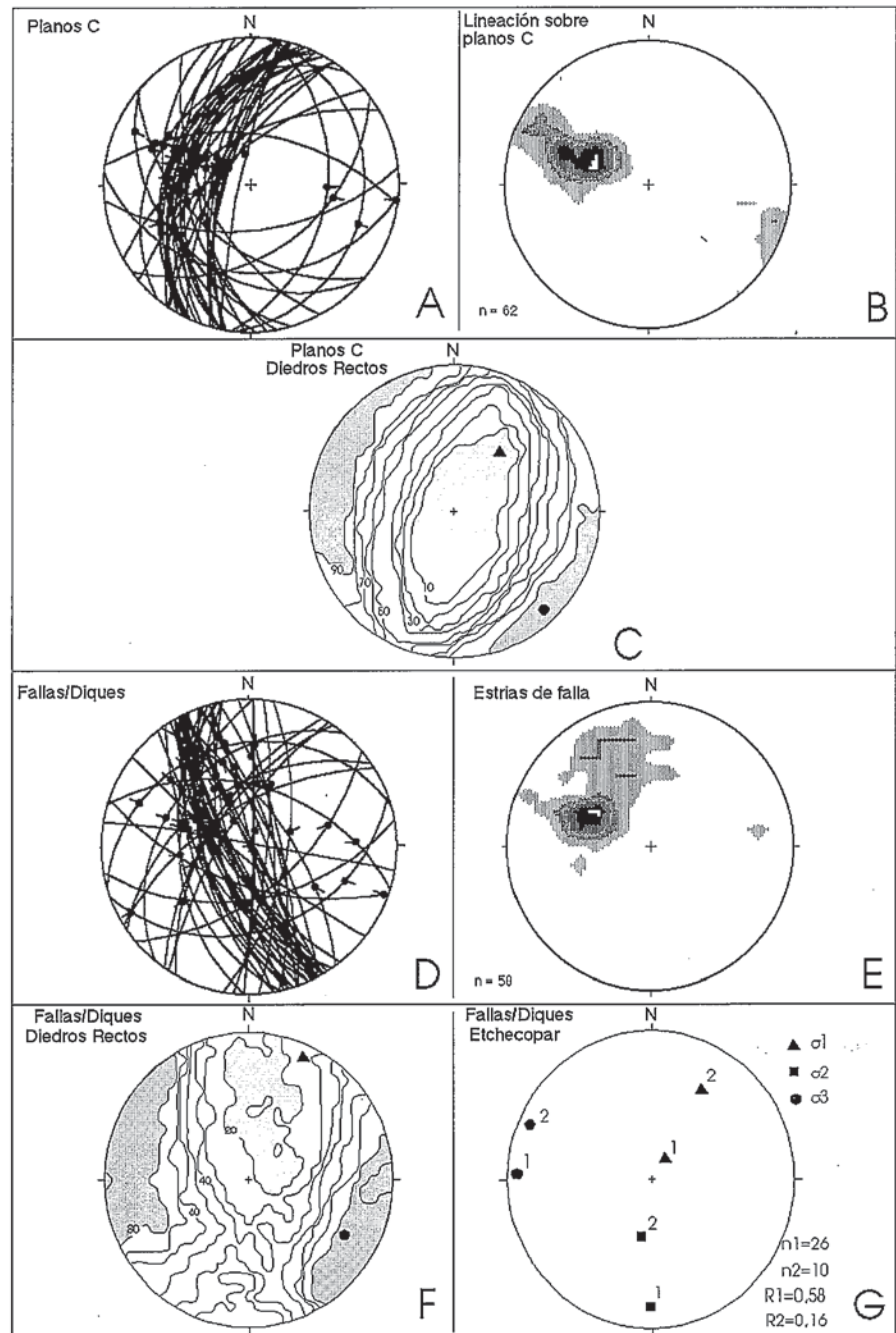 Planos C
N
A
Lineación sobre
planos C
N
n = 62
B
Planos C
Diedros Rectos
N
90
70
50
30
10
C
Fallas/Diques
N
D
Estrias de falla
N
n = 50
E
Fallas/Diques
Diedros Rectos
N
20
40
60
80
F
Fallas/Diques
Etchecopar
N
σ1
σ2
σ3
2
2
1
1
2
1
n1=26
n2=10
R1=0,58
R2=0,16
G